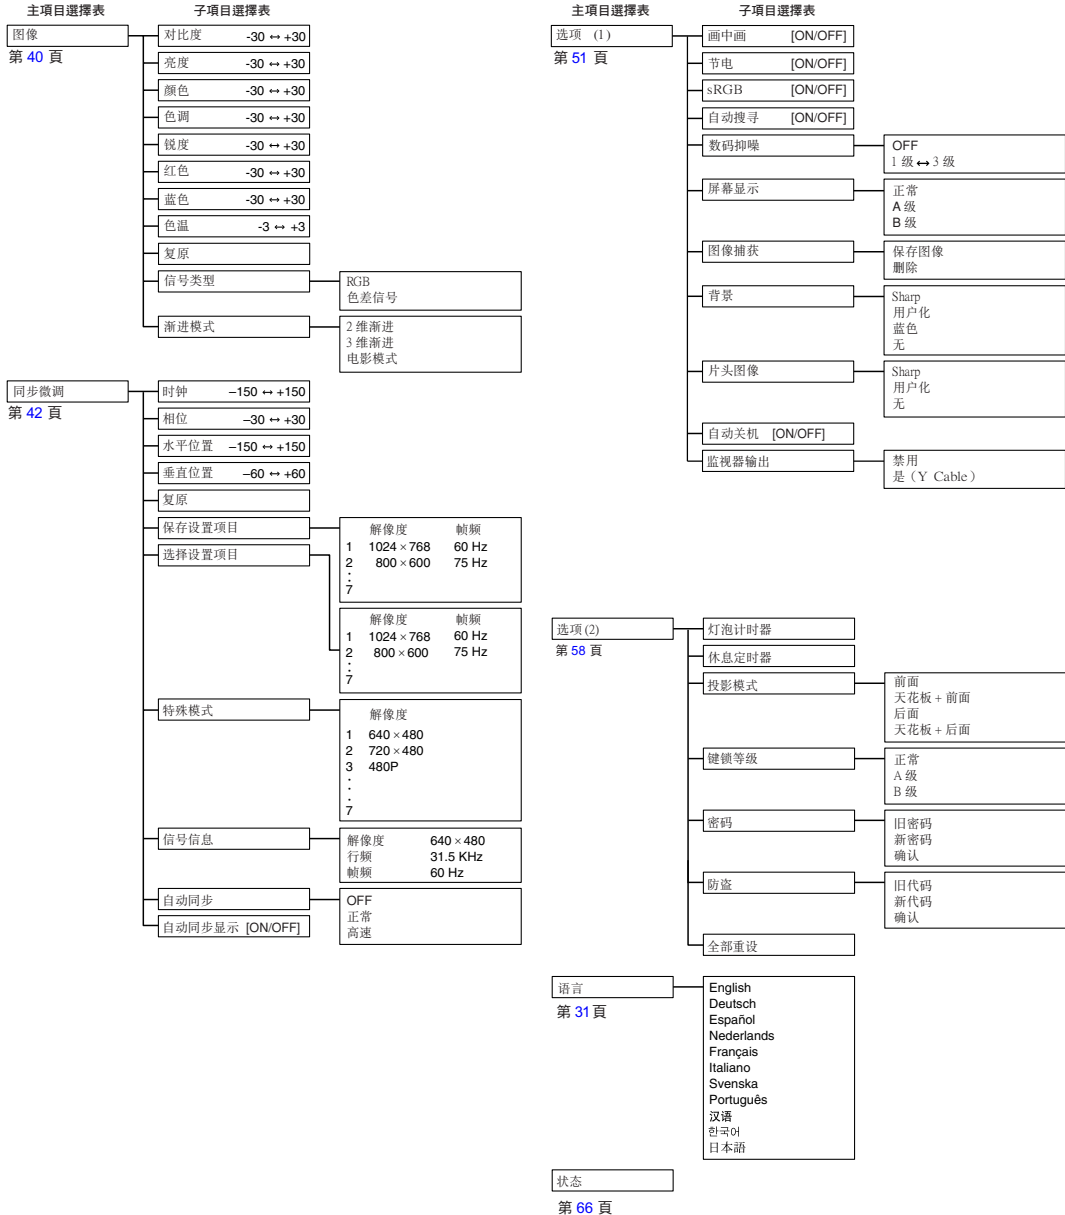 主項目選擇表
子項目選擇表
图像
第 40 頁
对比度 -30 ↔ +30
亮度 -30 ↔ +30
颜色 -30 ↔ +30
色调 -30 ↔ +30
锐度 -30 ↔ +30
红色 -30 ↔ +30
蓝色 -30 ↔ +30
色温 -3 ↔ +3
复原
信号类型
RGB
色差信号
渐进模式
2 维渐进
3 维渐进
电影模式
同步微调
第 42 頁
时钟 –150 ↔ +150
相位 –30 ↔ +30
水平位置 –150 ↔ +150
垂直位置 –60 ↔ +60
复原
保存设置项目
解像度 帧频
1 1024 × 768 60 Hz
2 800 × 600 75 Hz
:
7
选择设置项目
解像度 帧频
1 1024 × 768 60 Hz
2 800 × 600 75 Hz
:
7
特殊模式
解像度
1 640 × 480
2 720 × 480
3 480P
·
·
·
7
信号信息
解像度 640 × 480
行频 31.5 KHz
帧频 60 Hz
自动同步
OFF
正常
高速
自动同步显示 [ON/OFF]
主項目選擇表
子項目選擇表
选项 (1)
第 51 頁
画中画 [ON/OFF]
节电 [ON/OFF]
sRGB [ON/OFF]
自动搜寻 [ON/OFF]
数码抑噪
OFF
1 级 ↔ 3 级
屏幕显示
正常
A 级
B 级
图像捕获
保存图像
删除
背景
Sharp
用户化
蓝色
无
片头图像
Sharp
用户化
无
自动关机 [ON/OFF]
监视器输出
禁用
是（Y Cable）
选项 (2)
第 58 頁
灯泡计时器
休息定时器
投影模式
前面
天花板 + 前面
后面
天花板 + 后面
键锁等级
正常
A 级
B 级
密码
旧密码
新密码
确认
防盗
旧代码
新代码
确认
全部重设
语言
第 31 頁
English
Deutsch
Español
Nederlands
Français
Italiano
Svenska
Português
汉语
한국어
日本語
状态
第 66 頁